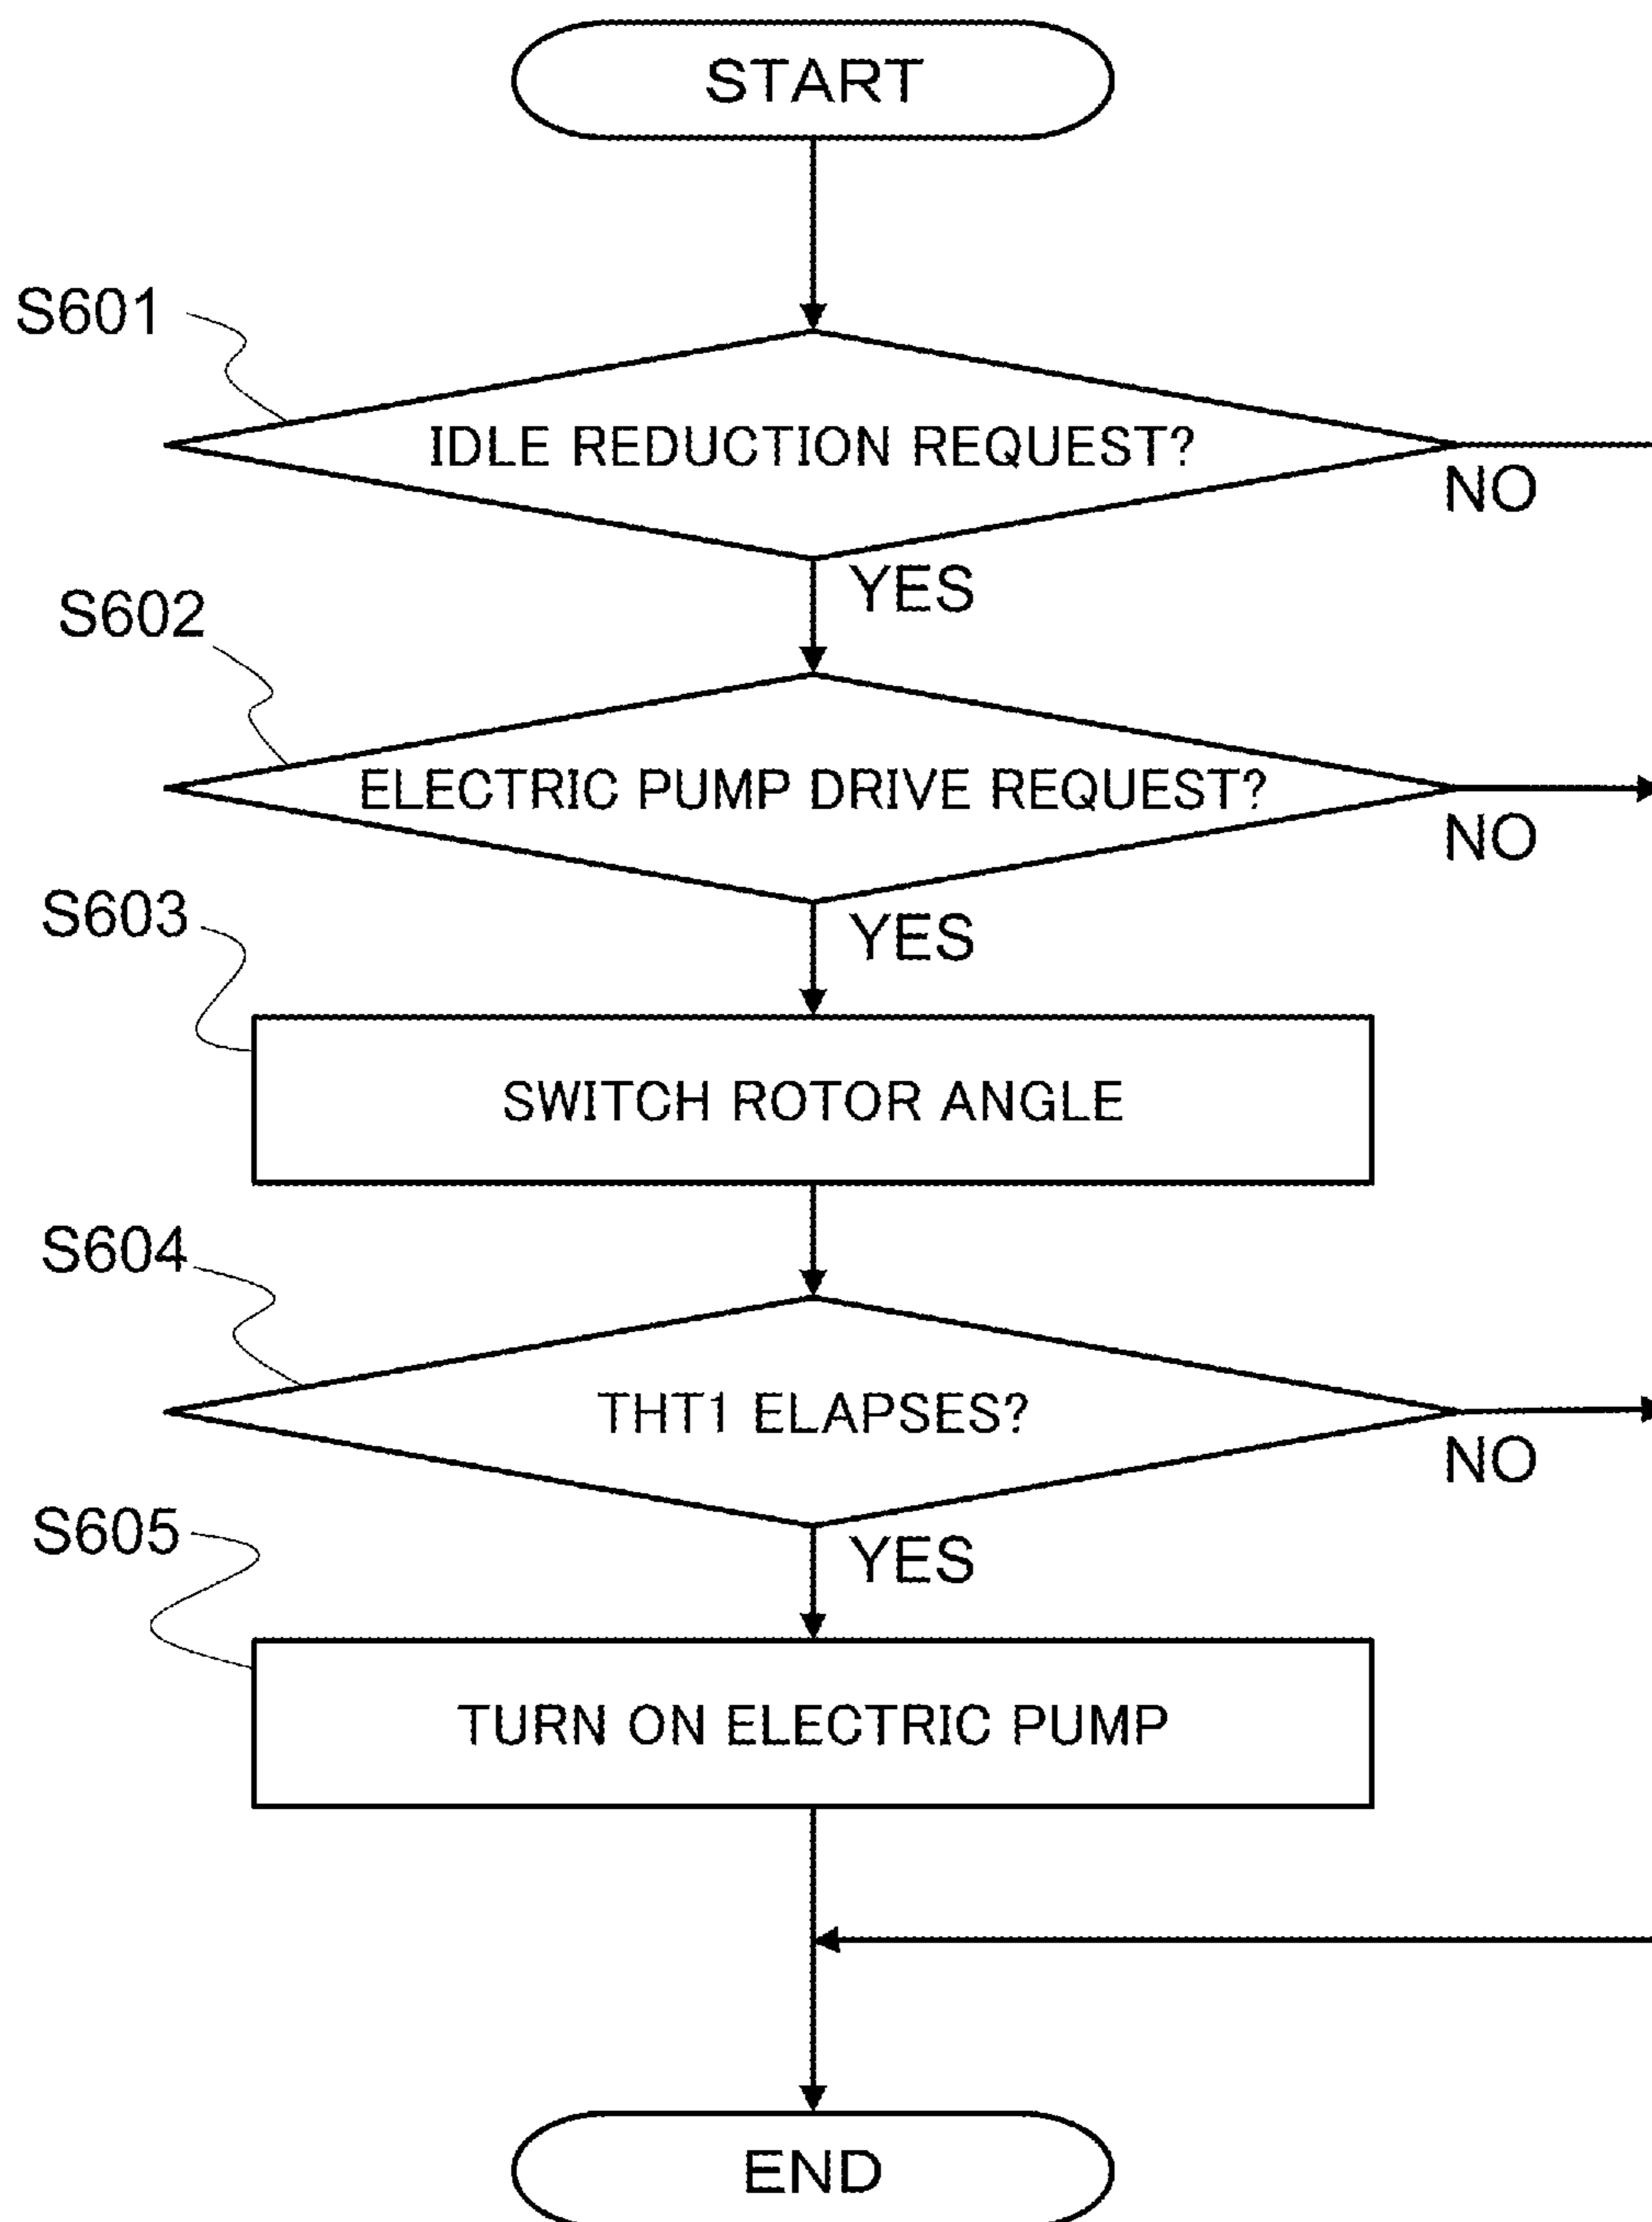 START
S601
IDLE REDUCTION REQUEST?
NO
YES
S602
ELECTRIC PUMP DRIVE REQUEST?
NO
YES
S603
SWITCH ROTOR ANGLE
S604
THT1 ELAPSES?
NO
YES
S605
TURN ON ELECTRIC PUMP
END